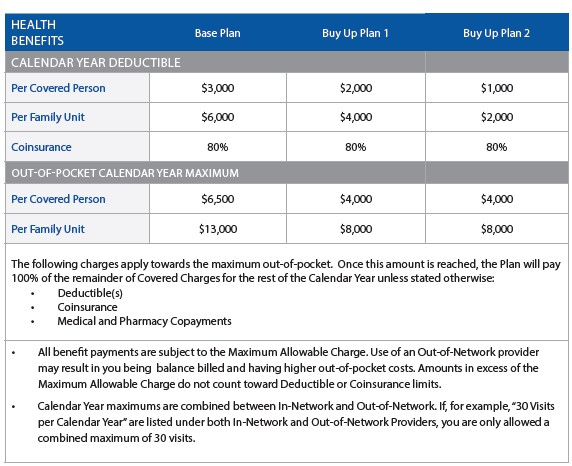 HEALTH
BENEFITS
Base Plan
Buy Up Plan 1
Buy Up Plan 2
CALENDAR YEAR DEDUCTIBLE
Per Covered Person $3,000 $2,000 $1,000
Per Family Unit $6,000 $4,000 $2,000
Coinsurance 80% 80% 80%
OUT-OF-POCKET CALENDAR YEAR MAXIMUM
Per Covered Person $6,500 $4,000 $4,000
Per Family Unit $13,000 $8,000 $8,000
The following charges apply towards the maximum out-of-pocket. Once this amount is reached, the Plan will pay
100% of the remainder of Covered Charges for the rest of the Calendar Year unless stated otherwise:
• Deductible(s)
• Coinsurance
• Medical and Pharmacy Copayments
• All benefit payments are subject to the Maximum Allowable Charge. Use of an Out-of-Network provider
may result in you being balance billed and having higher out-of-pocket costs. Amounts in excess of the
Maximum Allowable Charge do not count toward Deductible or Coinsurance limits.
• Calendar Year maximums are combined between In-Network and Out-of-Network. If, for example, "30 Visits
per Calendar Year" are listed under both In-Network and Out-of-Network Providers, you are only allowed a
combined maximum of 30 visits.